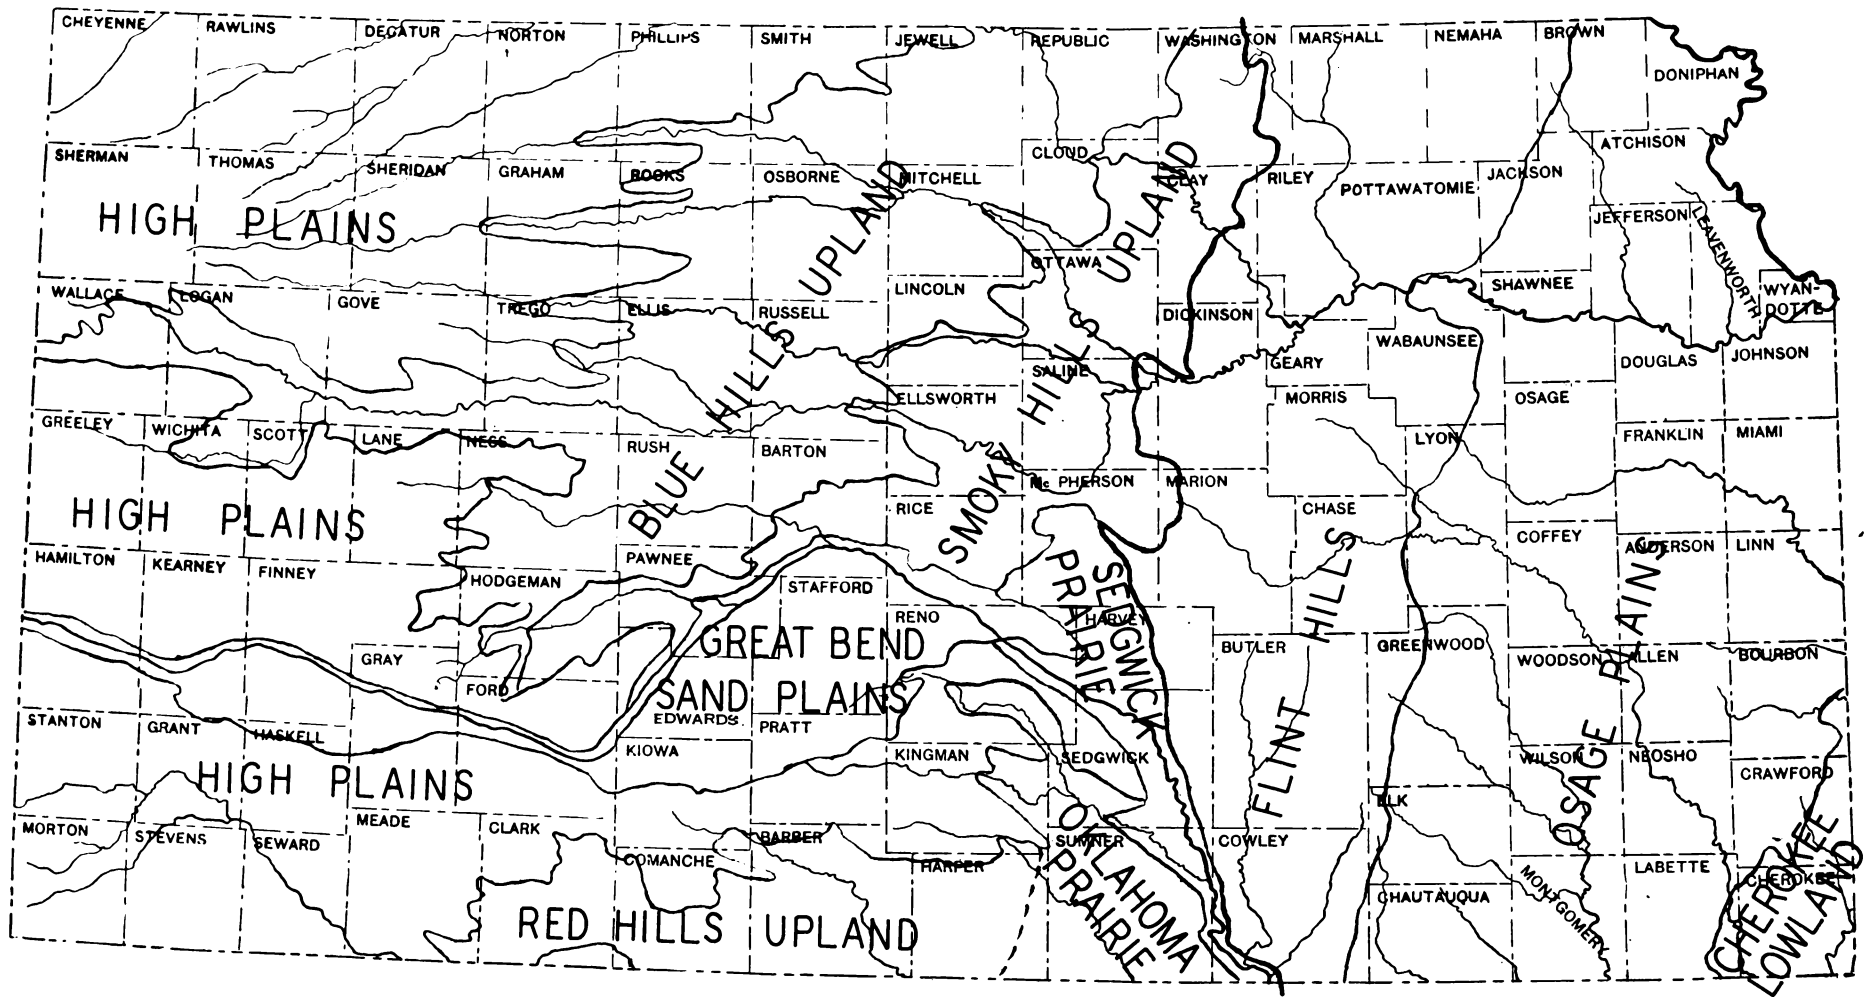 CHEYENNE
RAWLINS
DECATUR
NORTON
PHILLIPS
SMITH
JEWELL
REPUBLIC
WASHINGTON
MARSHALL
NEMAHA
BROWN
DONIPHAN
SHERMAN
THOMAS
SHERIDAN
GRAHAM
ROOKS
OSBORNE
MITCHELL
CLOUD
CLAY
RILEY
POTTAWATOMIE
JACKSON
ATCHISON
JEFFERSON
LEAVENWORTH
WYAN-
DOTTE
HIGH PLAINS
WALLACE
LOGAN
GOVE
TREGO
ELLIS
RUSSELL
LINCOLN
OTTAWA
DICKINSON
GEARY
WABAUNSEE
SHAWNEE
DOUGLAS
JOHNSON
BLUE HILLS UPLAND
SMOKY HILLS UPLAND
SALINE
ELLSWORTH
MORRIS
OSAGE
GREELEY
WICHITA
SCOTT
LANE
NESS
RUSH
BARTON
RICE
Mc PHERSON
MARION
CHASE
LYON
FRANKLIN
MIAMI
COFFEY
ANDERSON
LINN
HIGH PLAINS
HAMILTON
KEARNEY
FINNEY
HODGEMAN
PAWNEE
STAFFORD
RENO
HARVEY
SEDGWICK
PRAIRIE
BUTLER
GREENWOOD
WOODSON
ALLEN
BOURBON
GRAY
FORD
GREAT BEND
SAND PLAINS
EDWARDS
PRATT
KIOWA
KINGMAN
SEDGWICK
FLINT HILLS
OSAGE PLAINS
STANTON
GRANT
HASKELL
HIGH PLAINS
WILSON
NEOSHO
CRAWFORD
ELK
MORTON
STEVENS
SEWARD
MEADE
CLARK
COMANCHE
BARBER
HARPER
SUMNER
COWLEY
CHAUTAUQUA
MONTGOMERY
LABETTE
CHEROKEE
RED HILLS UPLAND
OKLAHOMA
PRAIRIE
CHEROKEE
LOWLAND